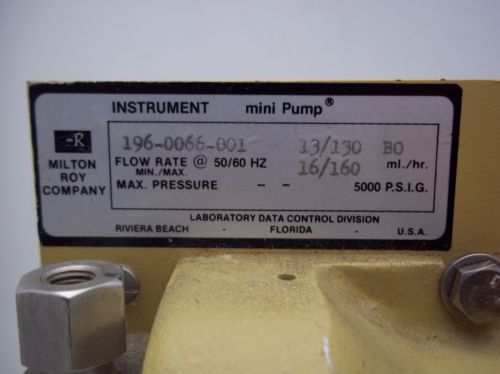 INSTRUMENT mini Pump®
R
MILTON
ROY
COMPANY
196-0066-001 13/130 BO
FLOW RATE @ 50/60 HZ 16/160 ml./hr.
MIN./MAX.
MAX. PRESSURE - - 5000 P.S.I.G.
LABORATORY DATA CONTROL DIVISION
RIVIERA BEACH - FLORIDA - U.S.A.